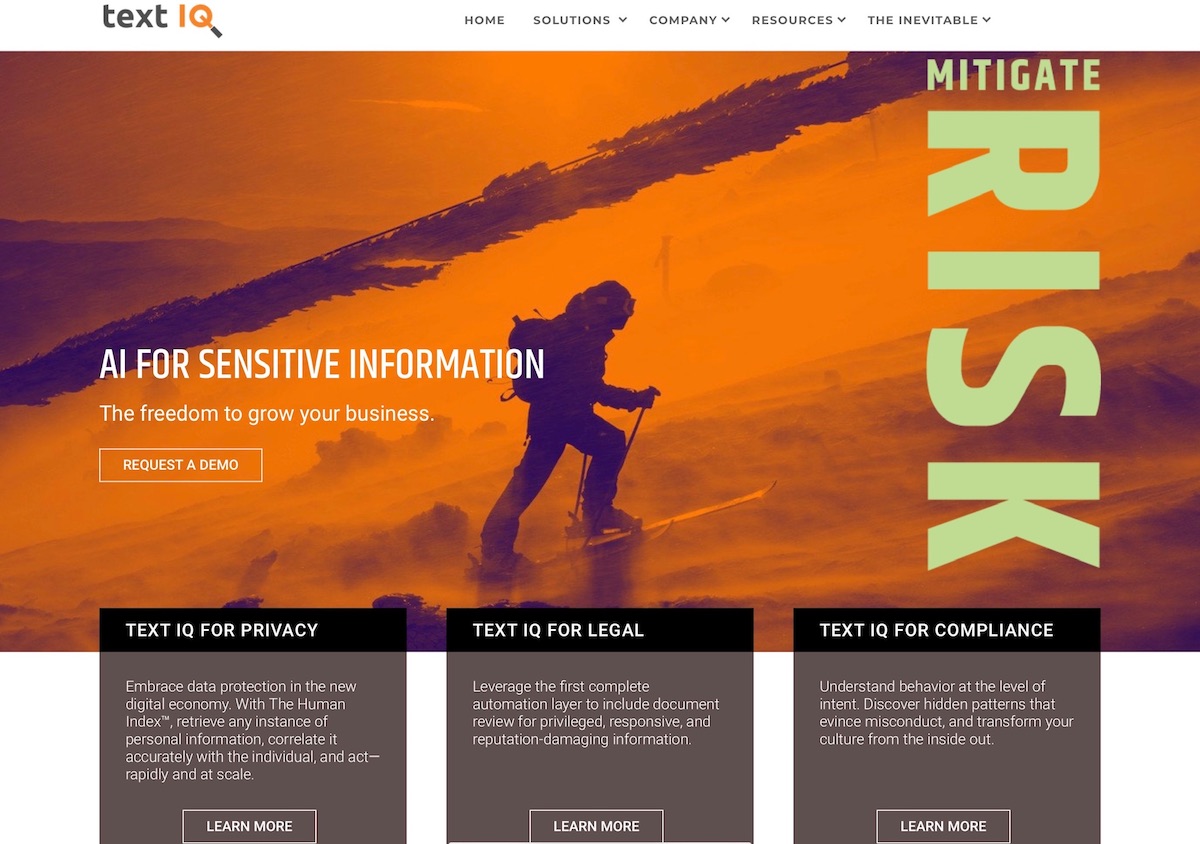 text IQ
HOME SOLUTIONS COMPANY RESOURCES THE INEVITABLE
MITIGATE
RISK
AI FOR SENSITIVE INFORMATION
The freedom to grow your business.
REQUEST A DEMO
TEXT IQ FOR PRIVACY
Embrace data protection in the new
digital economy. With The Human
Index™, retrieve any instance of
personal information, correlate it
accurately with the individual, and act—
rapidly and at scale.
LEARN MORE
TEXT IQ FOR LEGAL
Leverage the first complete
automation layer to include document
review for privileged, responsive, and
reputation-damaging information.
LEARN MORE
TEXT IQ FOR COMPLIANCE
Understand behavior at the level of
intent. Discover hidden patterns that
evince misconduct, and transform your
culture from the inside out.
LEARN MORE